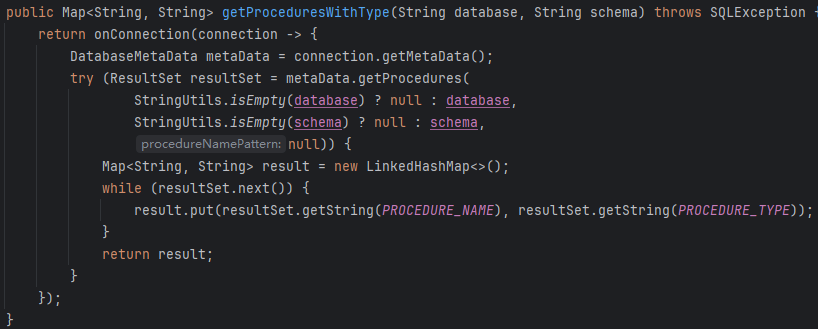 public Map<String, String> getProceduresWithType(String database, String schema) throws SQLException {
    return onConnection(connection -> {
        DatabaseMetaData metaData = connection.getMetaData();
        try (ResultSet resultSet = metaData.getProcedures(
                StringUtils.isEmpty(database) ? null : database,
                StringUtils.isEmpty(schema) ? null : schema,
                procedureNamePattern: null)) {
            Map<String, String> result = new LinkedHashMap<>();
            while (resultSet.next()) {
                result.put(resultSet.getString(PROCEDURE_NAME), resultSet.getString(PROCEDURE_TYPE));
            }
            return result;
        }
    });
}